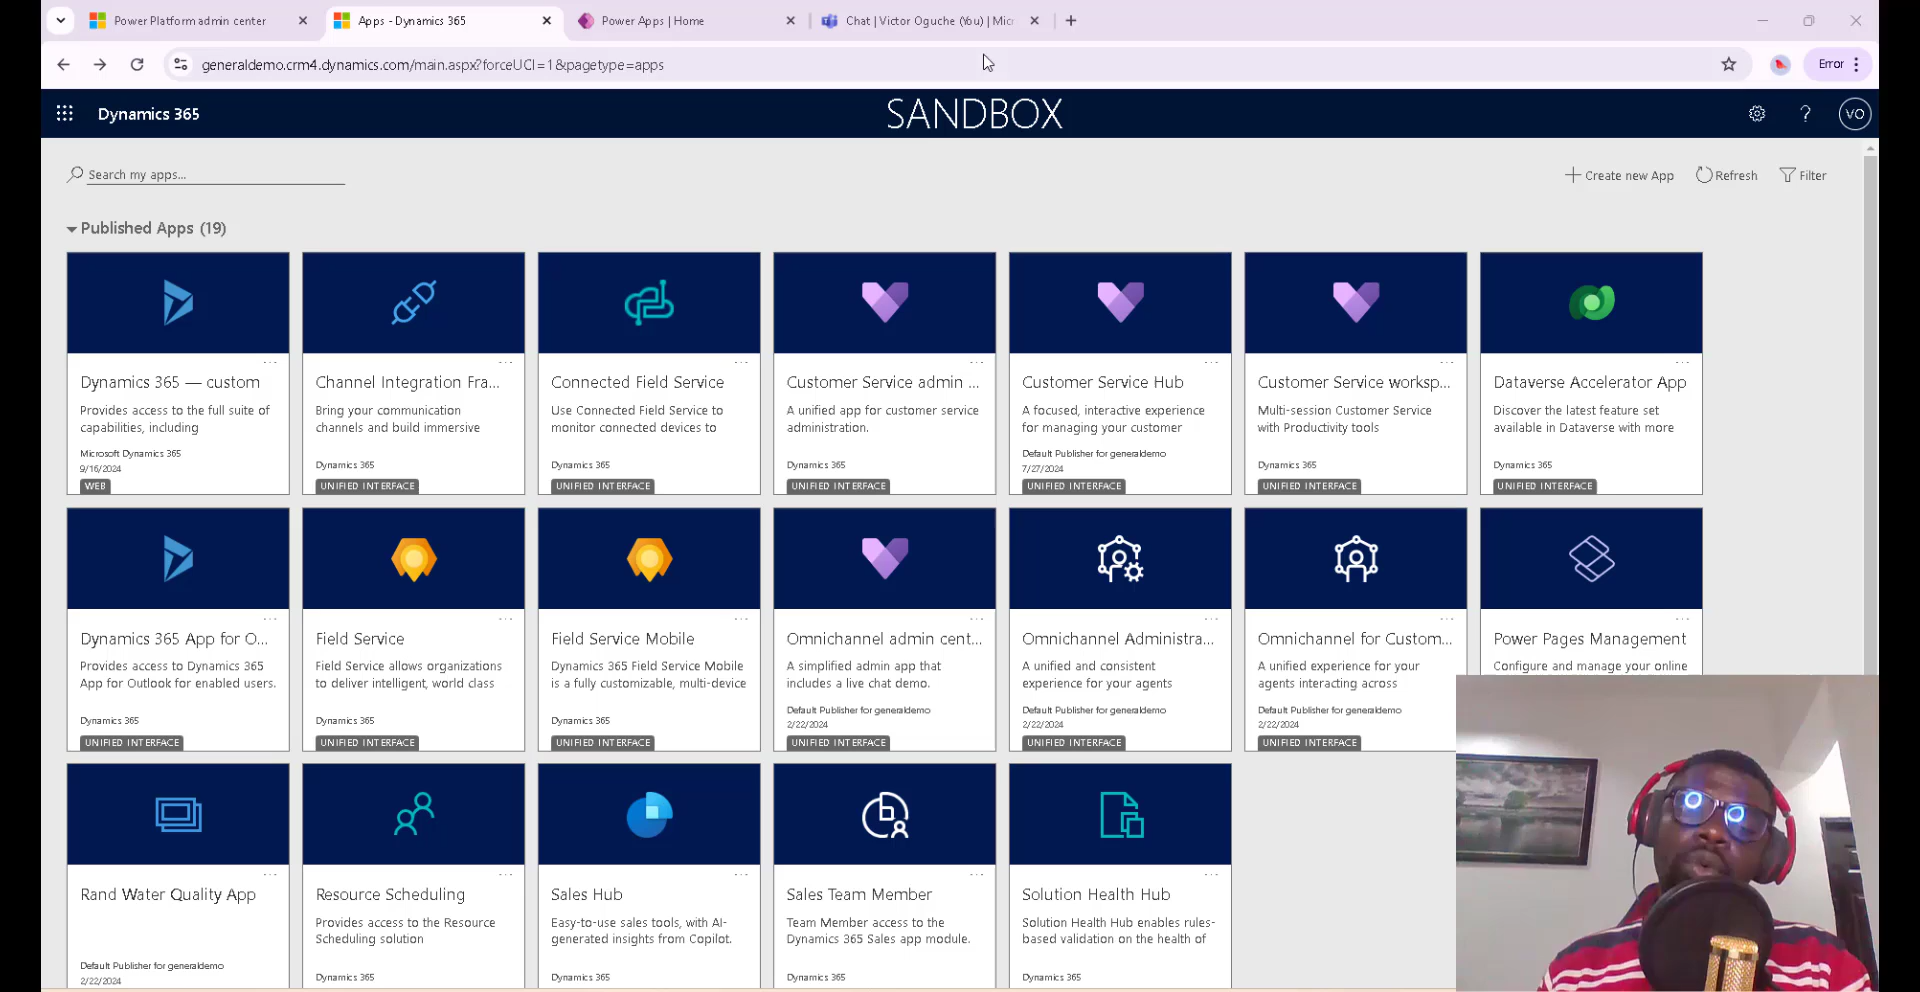 Power Platform admin center
Apps - Dynamics 365
Power Apps | Home
Chat | Victor Oguche (You) | Mic
generaldemo.crm4.dynamics.com/main.aspx?forceUCI=1&pagetype=apps
Error
Dynamics 365
SANDBOX
?
VO
Search my apps...
Create new App
Refresh
Filter
Published Apps (19)
Dynamics 365 — custom
Provides access to the full suite of
capabilities, including
Microsoft Dynamics 365
9/16/2024
WEB
Channel Integration Fra...
Bring your communication
channels and build immersive
Dynamics 365
UNIFIED INTERFACE
Connected Field Service
Use Connected Field Service to
monitor connected devices to
Dynamics 365
UNIFIED INTERFACE
Customer Service admin ...
A unified app for customer service
administration.
Dynamics 365
UNIFIED INTERFACE
Customer Service Hub
A focused, interactive experience
for managing your customer
Default Publisher for generaldemo
7/27/2024
UNIFIED INTERFACE
Customer Service worksp...
Multi-session Customer Service
with Productivity tools
Dynamics 365
UNIFIED INTERFACE
Dataverse Accelerator App
Discover the latest feature set
available in Dataverse with more
Dynamics 365
UNIFIED INTERFACE
Dynamics 365 App for O...
Provides access to Dynamics 365
App for Outlook for enabled users.
Dynamics 365
UNIFIED INTERFACE
Field Service
Field Service allows organizations
to deliver intelligent, world class
Dynamics 365
UNIFIED INTERFACE
Field Service Mobile
Dynamics 365 Field Service Mobile
is a fully customizable, multi-device
Dynamics 365
UNIFIED INTERFACE
Omnichannel admin cent...
A simplified admin app that
includes a live chat demo.
Default Publisher for generaldemo
2/22/2024
UNIFIED INTERFACE
Omnichannel Administra...
A unified and consistent
experience for your agents
Default Publisher for generaldemo
2/22/2024
UNIFIED INTERFACE
Omnichannel for Custom...
A unified experience for your
agents interacting across
Default Publisher for generaldemo
2/22/2024
UNIFIED INTERFACE
Power Pages Management
Configure and manage your online
Rand Water Quality App
Default Publisher for generaldemo
2/22/2024
Resource Scheduling
Provides access to the Resource
Scheduling solution
Dynamics 365
Sales Hub
Easy-to-use sales tools, with AI-
generated insights from Copilot.
Dynamics 365
Sales Team Member
Team Member access to the
Dynamics 365 Sales app module.
Dynamics 365
Solution Health Hub
Solution Health Hub enables rules-
based validation on the health of
Dynamics 365